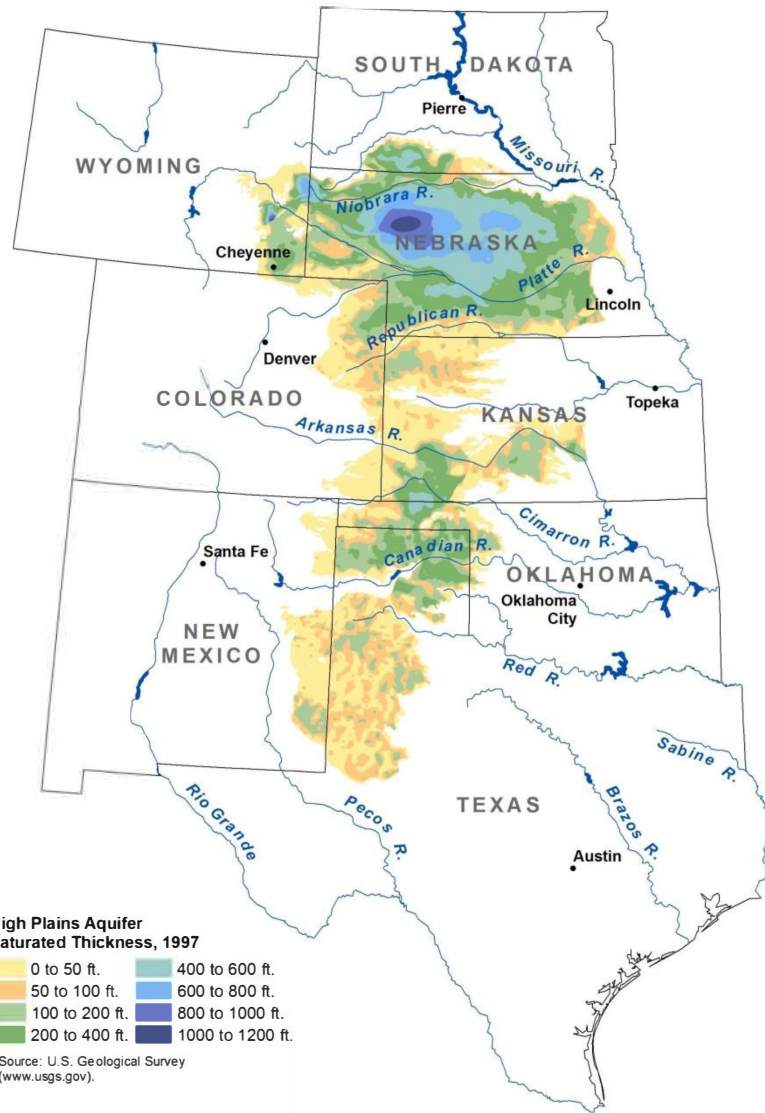 SOUTH DAKOTA
Pierre
Missouri R.
WYOMING
Niobrara R.
NEBRASKA
Cheyenne
Platte R.
Lincoln
Republican R.
Denver
COLORADO
KANSAS
Topeka
Arkansas R.
Cimarron R.
Santa Fe
Canadian R.
OKLAHOMA
Oklahoma
City
NEW
MEXICO
Red R.
Sabine R.
Rio Grande
Pecos R.
TEXAS
Brazos R.
Austin
igh Plains Aquifer
aturated Thickness, 1997
0 to 50 ft.
50 to 100 ft.
100 to 200 ft.
200 to 400 ft.
400 to 600 ft.
600 to 800 ft.
800 to 1000 ft.
1000 to 1200 ft.
Source: U.S. Geological Survey
(www.usgs.gov).